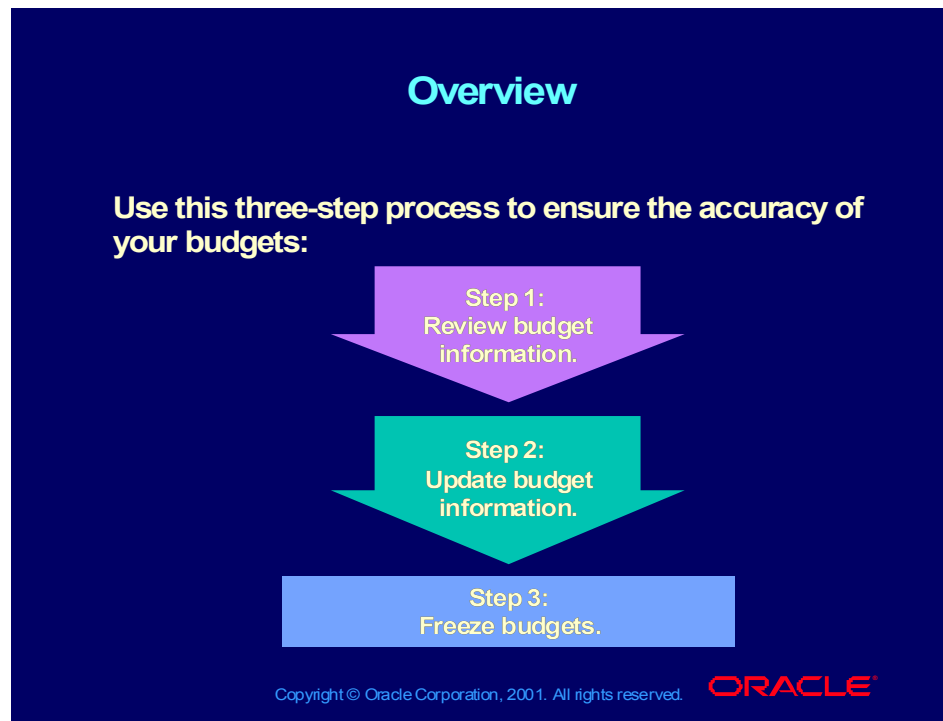 Overview
Use this three-step process to ensure the accuracy of
your budgets:
Step 1:
Review budget
information.
Step 2:
Update budget
information.
Step 3:
Freeze budgets.
Copyright © Oracle Corporation, 2001. All rights reserved.
ORACLE®